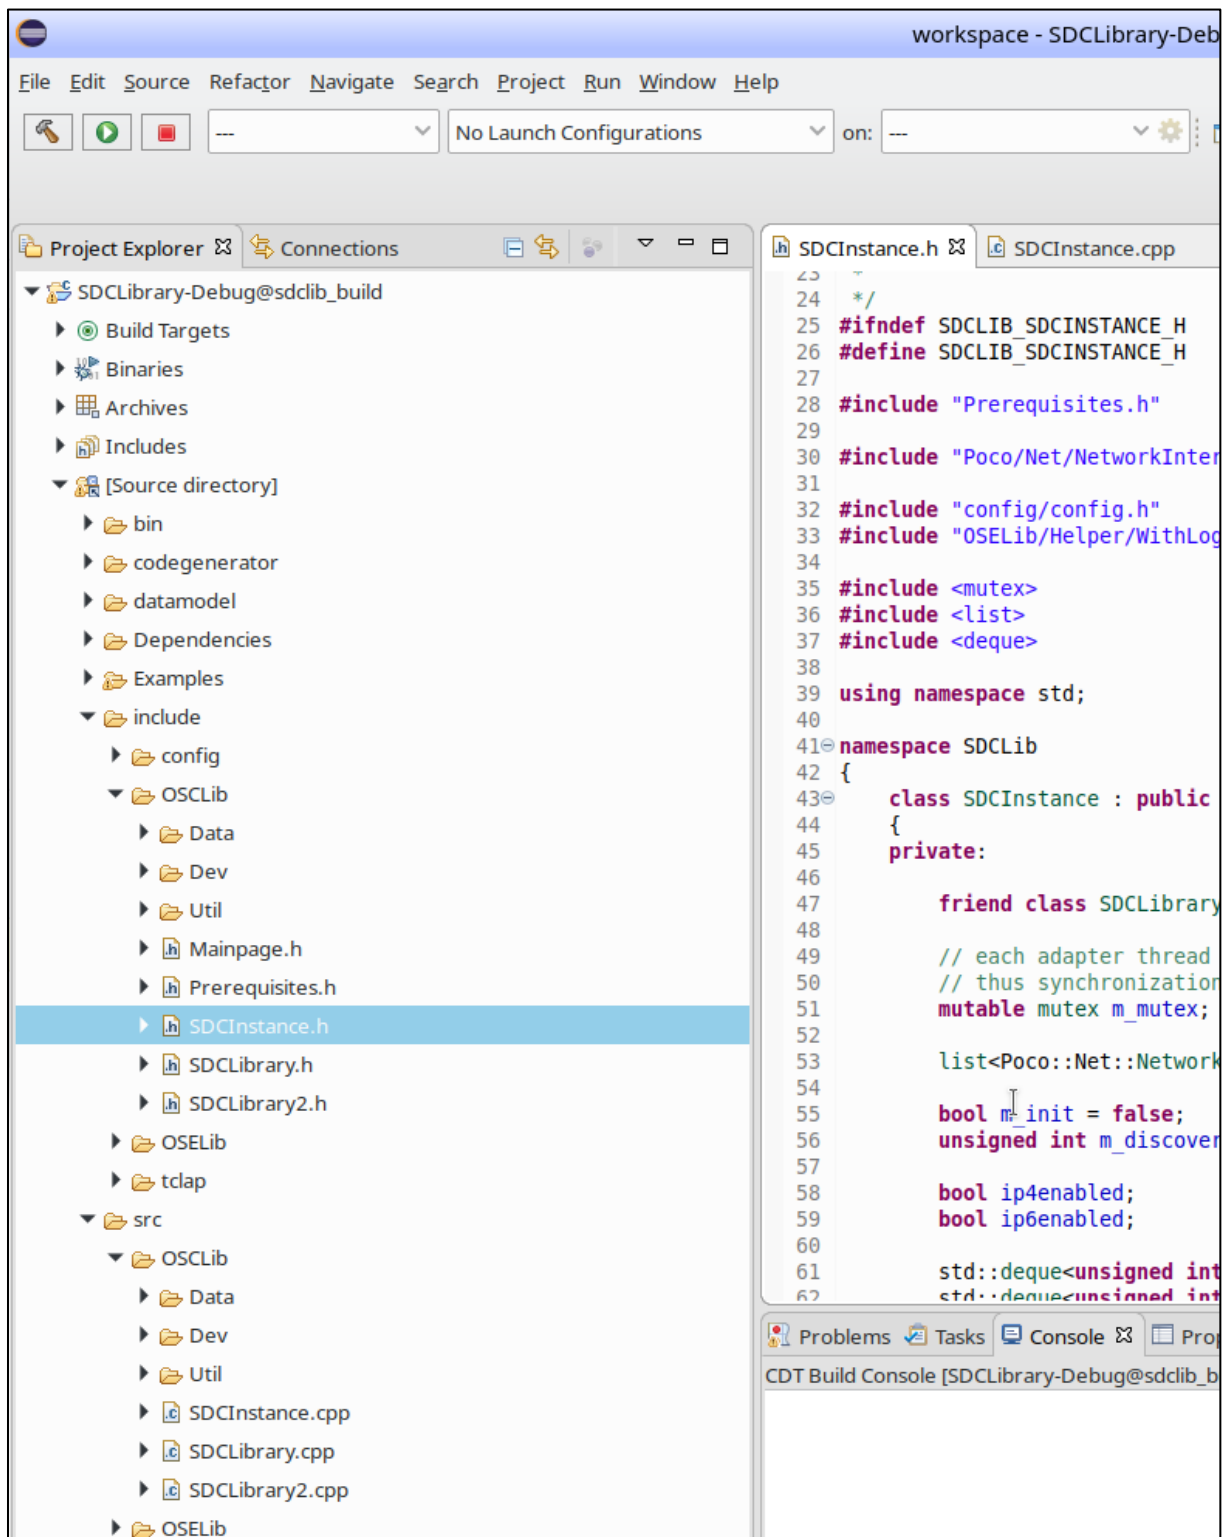 workspace - SDCLibrary-Deb
File Edit Source Refactor Navigate Search Project Run Window Help
--- No Launch Configurations on: ---
Project Explorer Connections
SDCLibrary-Debug@sdclib_build
Build Targets
Binaries
Archives
Includes
[Source directory]
bin
codegenerator
datamodel
Dependencies
Examples
include
config
OSCLib
Data
Dev
Util
Mainpage.h
Prerequisites.h
SDCInstance.h
SDCLibrary.h
SDCLibrary2.h
OSELib
tclap
src
OSCLib
Data
Dev
Util
SDCInstance.cpp
SDCLibrary.cpp
SDCLibrary2.cpp
OSELib
SDCInstance.h SDCInstance.cpp
23 *
24 */
25 #ifndef SDCLIB_SDCINSTANCE_H
26 #define SDCLIB_SDCINSTANCE_H
27
28 #include "Prerequisites.h"
29
30 #include "Poco/Net/NetworkInter
31
32 #include "config/config.h"
33 #include "OSELib/Helper/WithLog
34
35 #include <mutex>
36 #include <list>
37 #include <deque>
38
39 using namespace std;
40
41 namespace SDCLib
42 {
43 class SDCInstance : public
44 {
45 private:
46
47 friend class SDCLibrary
48
49 // each adapter thread
50 // thus synchronization
51 mutable mutex m_mutex;
52
53 list<Poco::Net::Network
54
55 bool m_init = false;
56 unsigned int m_discover
57
58 bool ip4enabled;
59 bool ip6enabled;
60
61 std::deque<unsigned int
62 std::deque<unsigned int
Problems Tasks Console Prop
CDT Build Console [SDCLibrary-Debug@sdclib_b